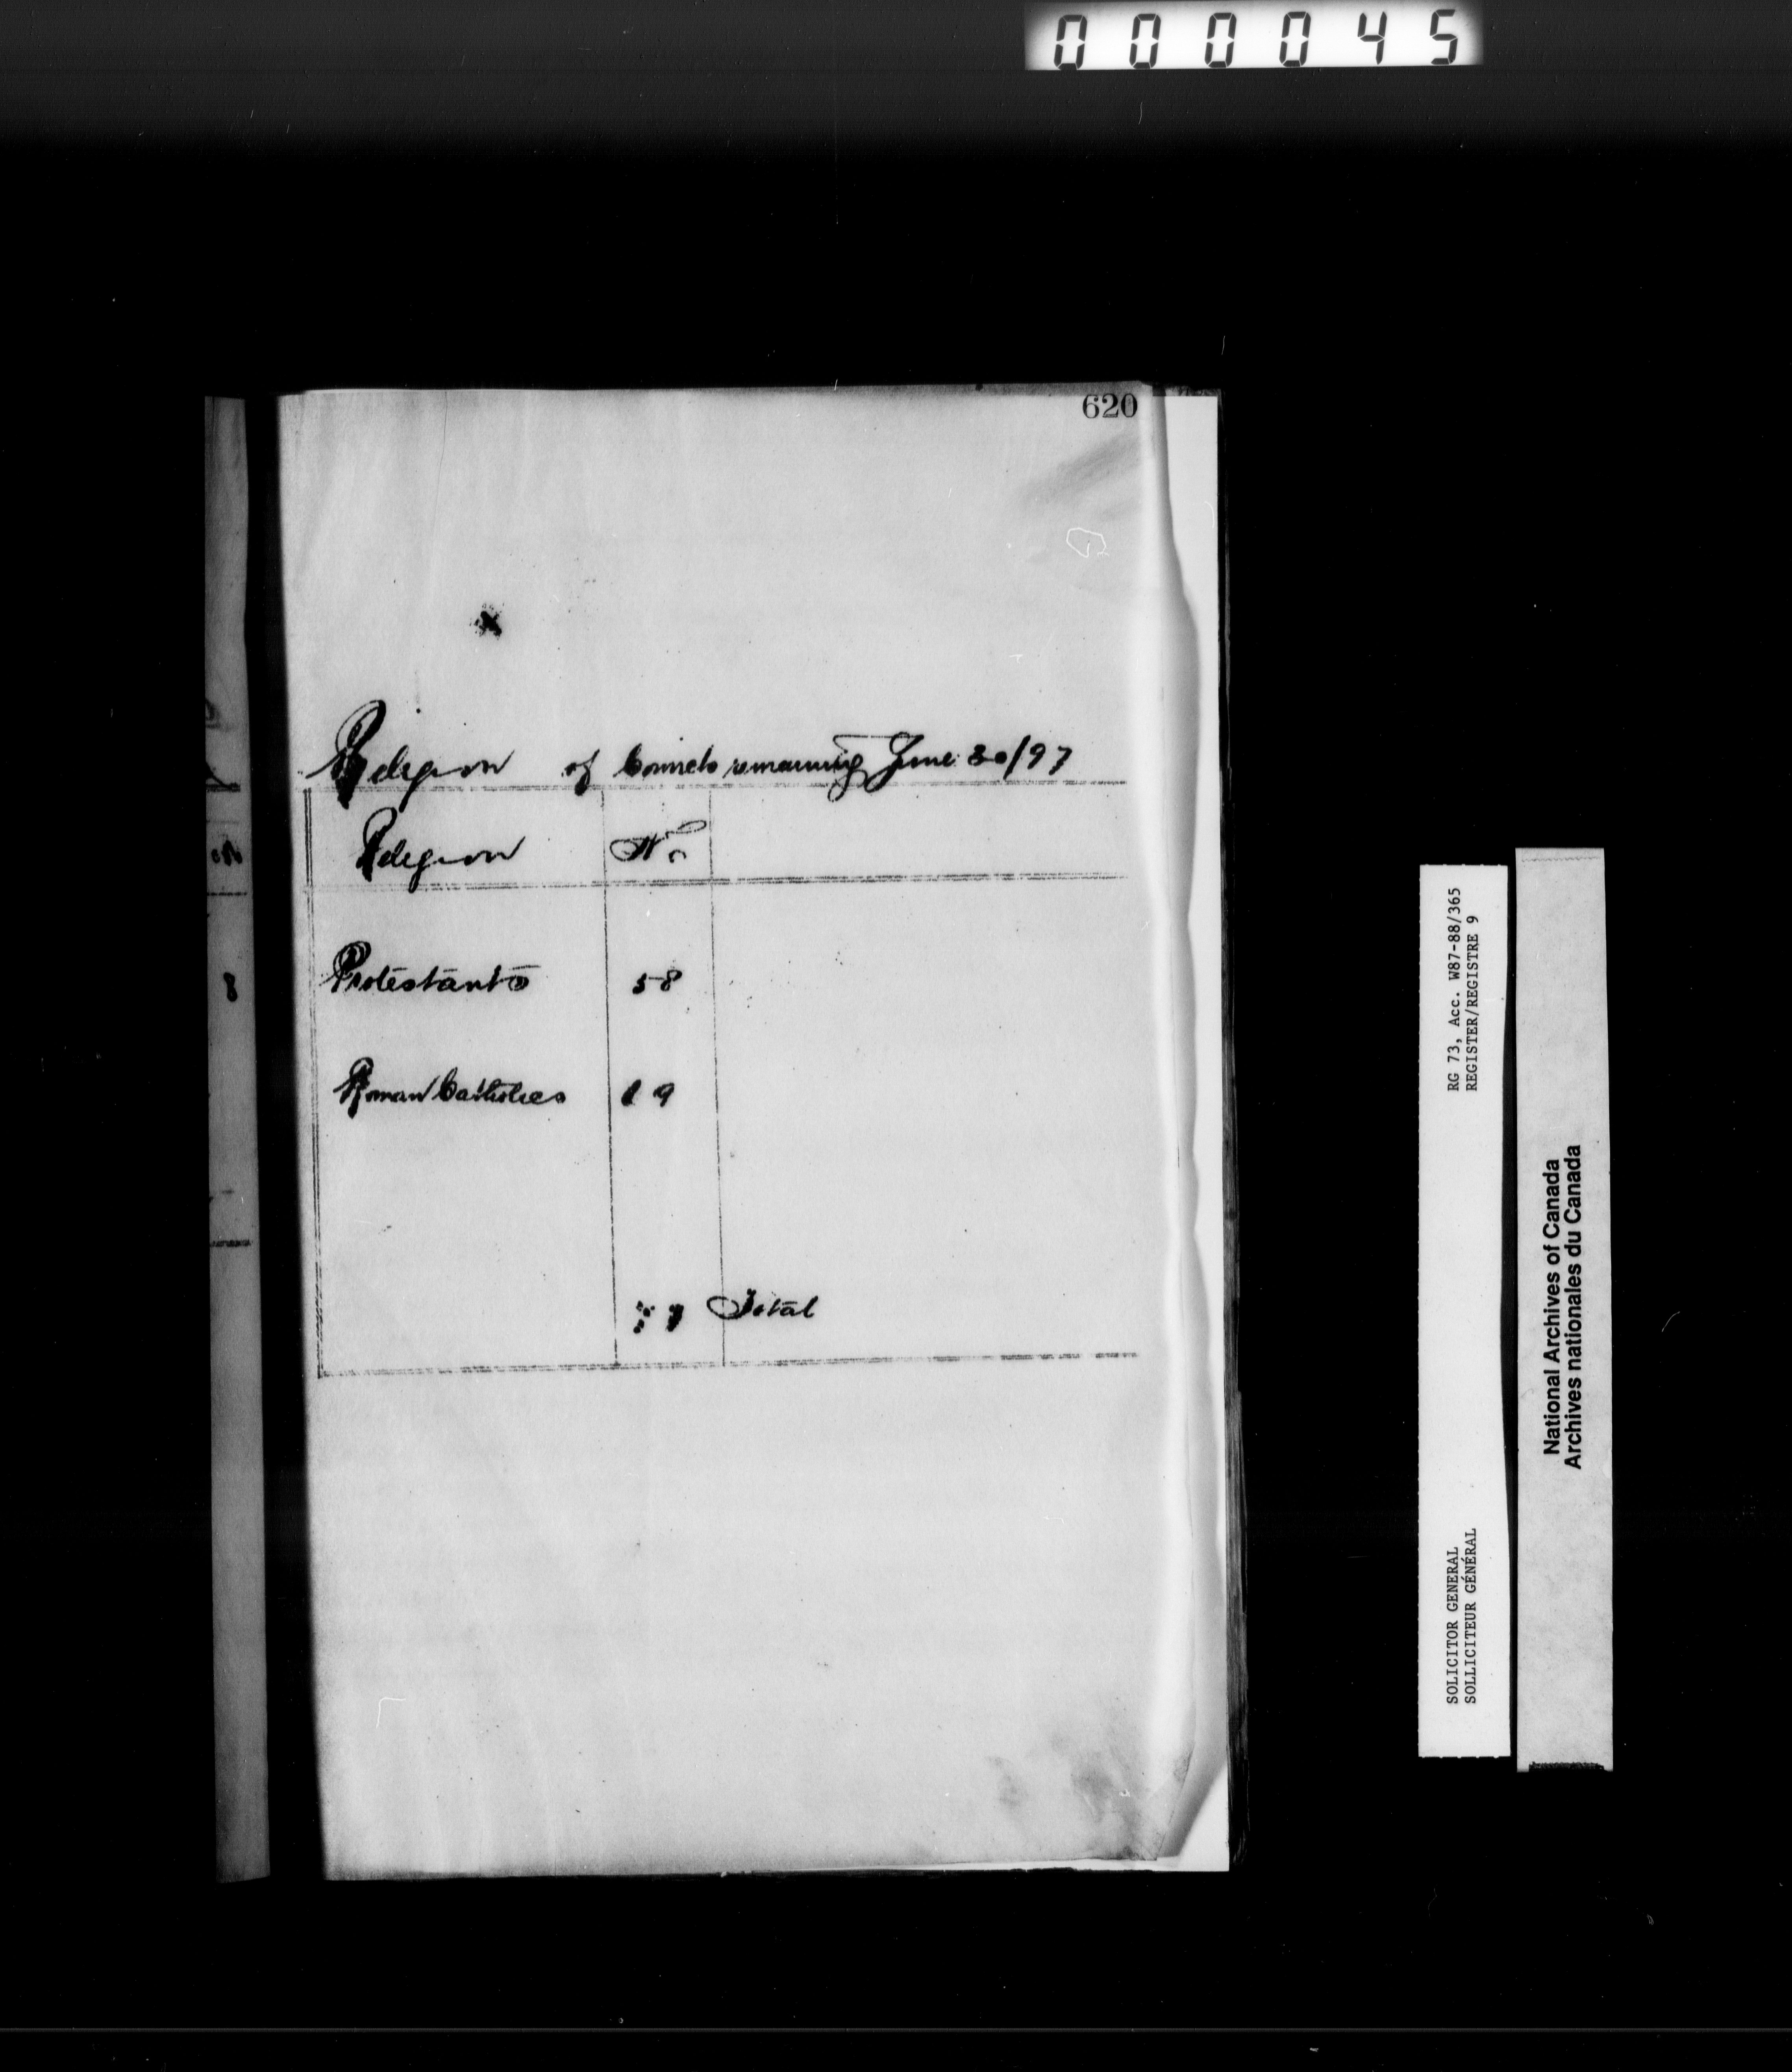 000045
620
Religion of Convicts remaining June 30/97
Religion No
Protestants 58
Roman Catholics 19
77 Total
RG 73, Acc. W87-88/365
REGISTER/REGISTRE 9
SOLICITOR GENERAL
SOLLICITEUR GÉNÉRAL
National Archives of Canada
Archives nationales du Canada